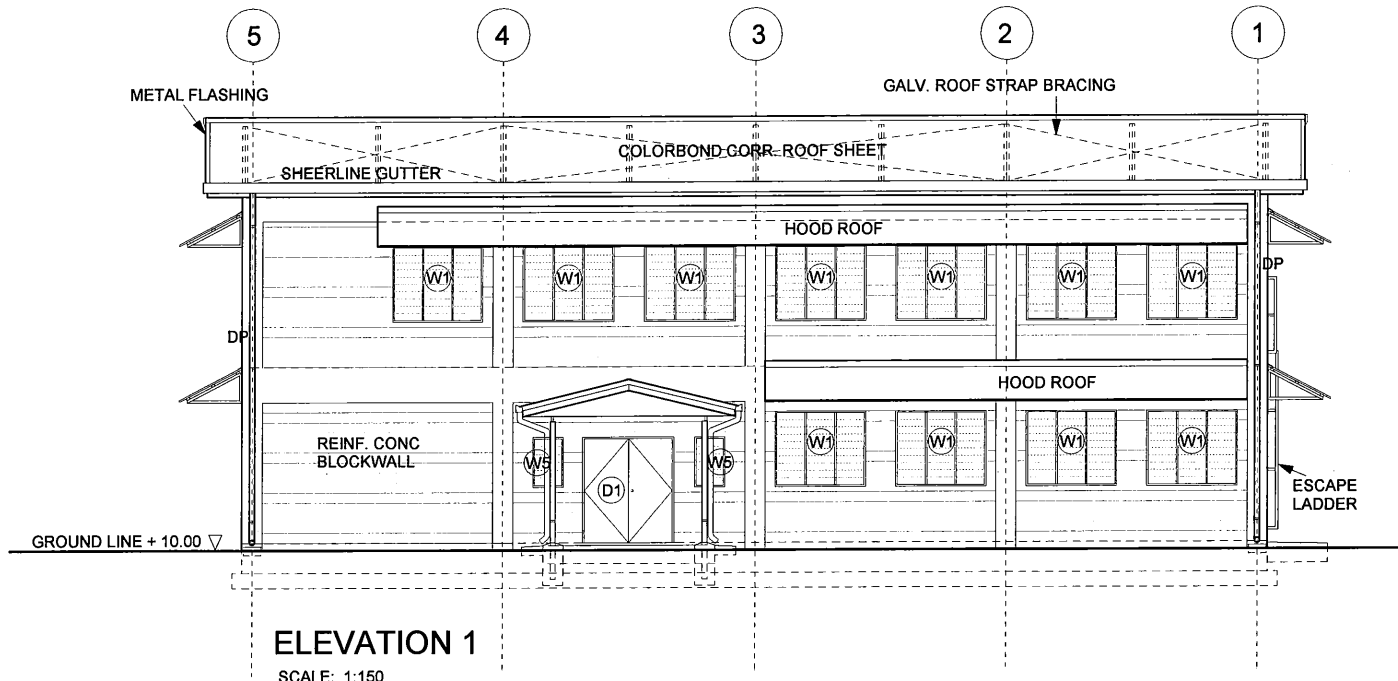 5
4
3
2
1
METAL FLASHING
GALV. ROOF STRAP BRACING
COLORBOND CORR. ROOF SHEET
SHEERLINE GUTTER
HOOD ROOF
W1
W1
W1
W1
W1
W1
W1
DP
DP
HOOD ROOF
REINF. CONC
BLOCKWALL
W5
D1
W5
W1
W1
W1
W1
ESCAPE
LADDER
GROUND LINE + 10.00
ELEVATION 1
SCALE: 1:150